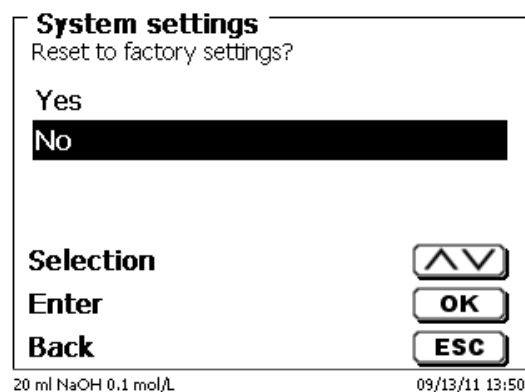 System settings
Reset to factory settings?
Yes
No
Selection
Enter OK
Back ESC
20 ml NaOH 0.1 mol/L 09/13/11 13:50